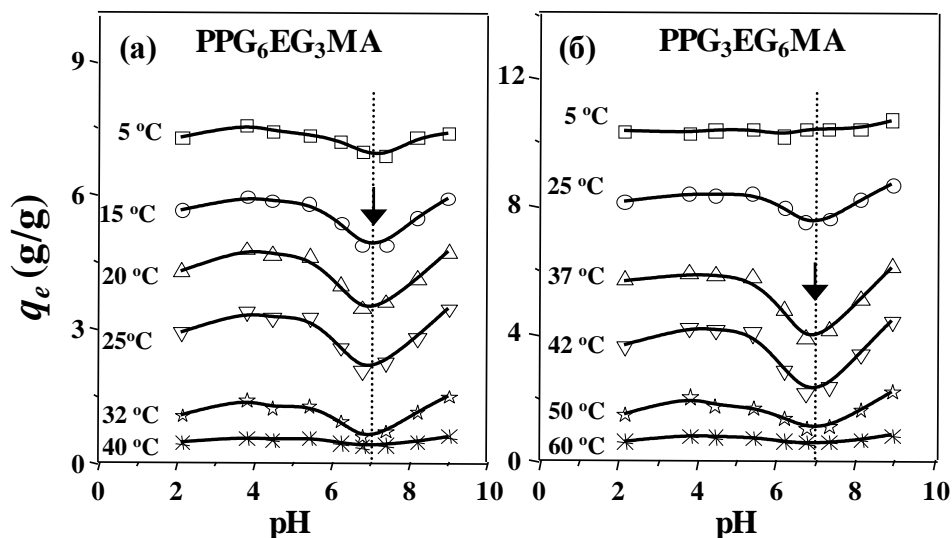 (а) PPG₆EG₃MA
9
6
3
0
qₑ (g/g)
5 ºC
15 ºC
20 ºC
25ºC
32 ºC
40 ºC
0 2 4 6 8 10
pH
(б) PPG₃EG₆MA
12
8
4
0
5 ºC
25 ºC
37 ºC
42 ºC
50 ºC
60 ºC
0 2 4 6 8 10
pH